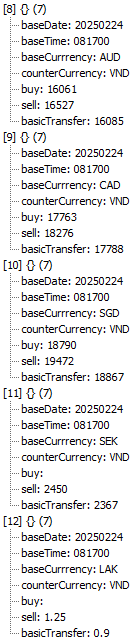 [8] {} (7)
baseDate: 20250224
baseTime: 081700
baseCurrrency: AUD
counterCurrency: VND
buy: 16061
sell: 16527
basicTransfer: 16085
[9] {} (7)
baseDate: 20250224
baseTime: 081700
baseCurrrency: CAD
counterCurrency: VND
buy: 17763
sell: 18276
basicTransfer: 17788
[10] {} (7)
baseDate: 20250224
baseTime: 081700
baseCurrrency: SGD
counterCurrency: VND
buy: 18790
sell: 19472
basicTransfer: 18867
[11] {} (7)
baseDate: 20250224
baseTime: 081700
baseCurrrency: SEK
counterCurrency: VND
buy:
sell: 2450
basicTransfer: 2367
[12] {} (7)
baseDate: 20250224
baseTime: 081700
baseCurrrency: LAK
counterCurrency: VND
buy:
sell: 1.25
basicTransfer: 0.9